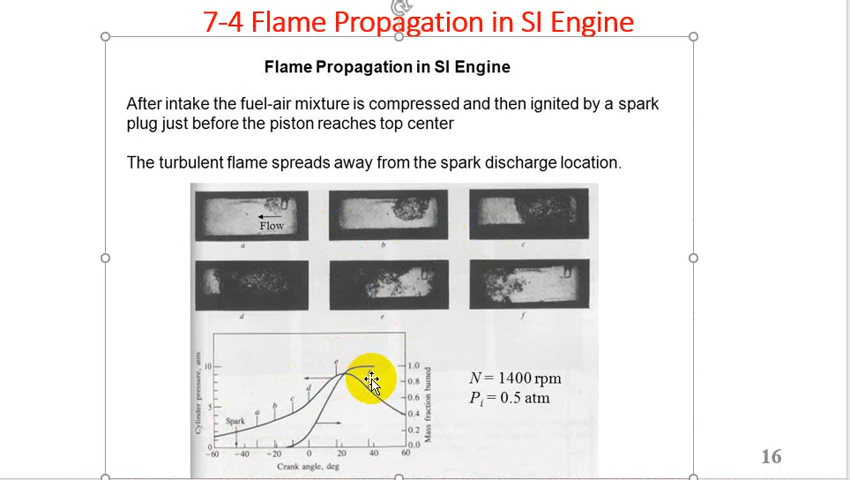 7-4 Flame Propagation in SI Engine
Flame Propagation in SI Engine
After intake the fuel-air mixture is compressed and then ignited by a spark
plug just before the piston reaches top center
The turbulent flame spreads away from the spark discharge location.
Flow
a
b
c
d
e
f
Cylinder pressure, atm
10
5
0
Spark
a
b
c
d
e
1.0
0.8
0.6
0.4
0.2
0.0
Mass fraction burned
-60 -40 -20 0 20 40 60
Crank angle, deg
N = 1400 rpm
Pi = 0.5 atm
16